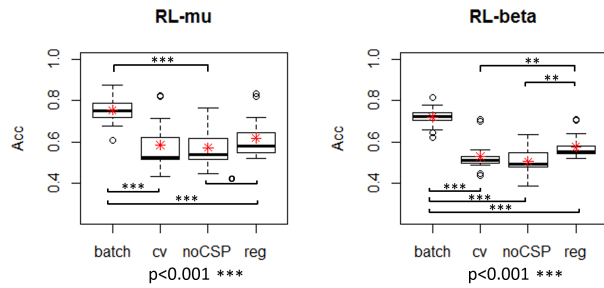 RL-mu
Acc
1.0
0.8
0.6
0.4
***
***
***
batch cv noCSP reg
p<0.001 ***
RL-beta
Acc
1.0
0.8
0.6
0.4
**
**
***
***
***
batch cv noCSP reg
p<0.001 ***